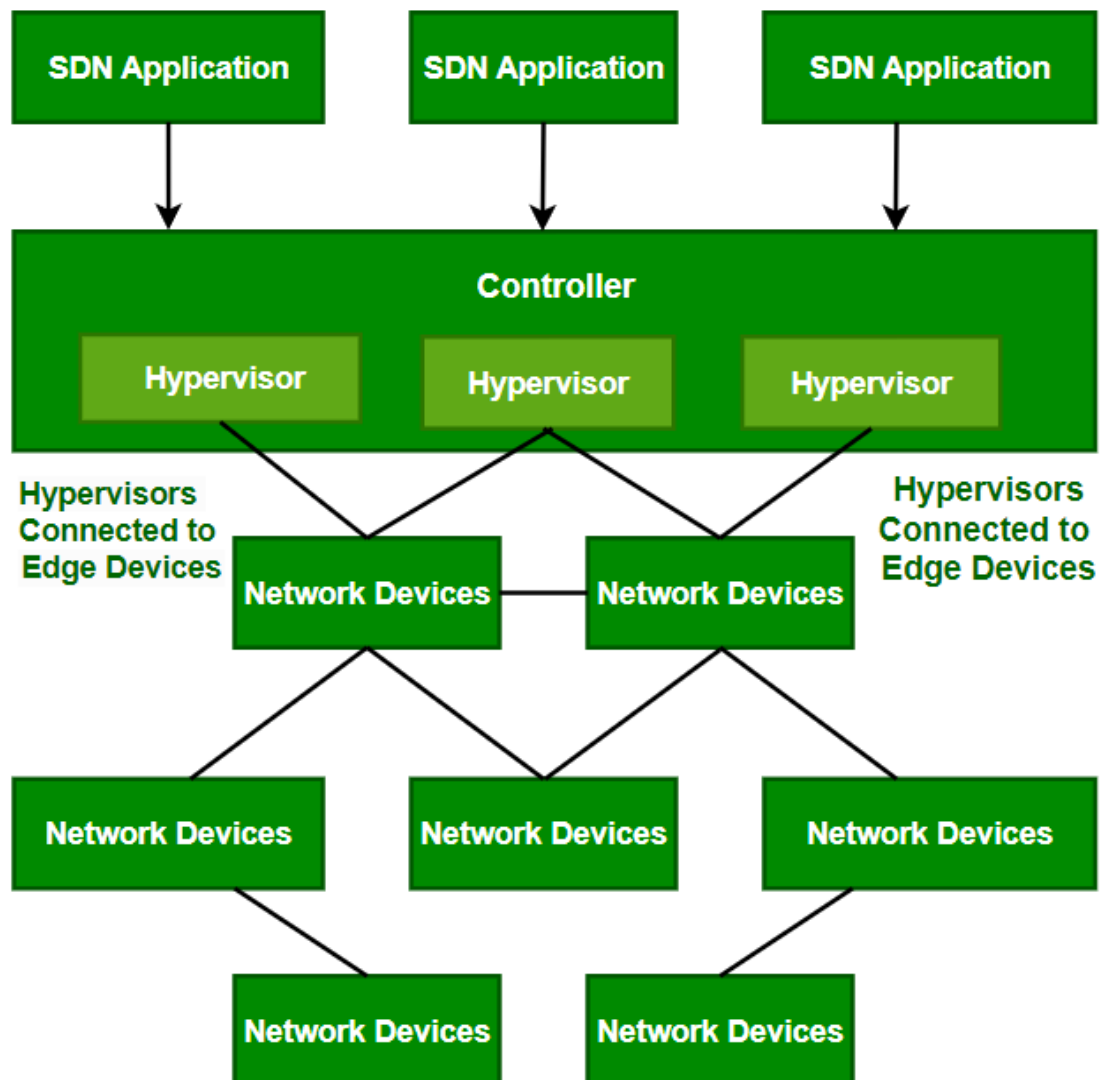 SDN Application
SDN Application
SDN Application
Controller
Hypervisor
Hypervisor
Hypervisor
Hypervisors
Connected to
Edge Devices
Hypervisors
Connected to
Edge Devices
Network Devices
Network Devices
Network Devices
Network Devices
Network Devices
Network Devices
Network Devices